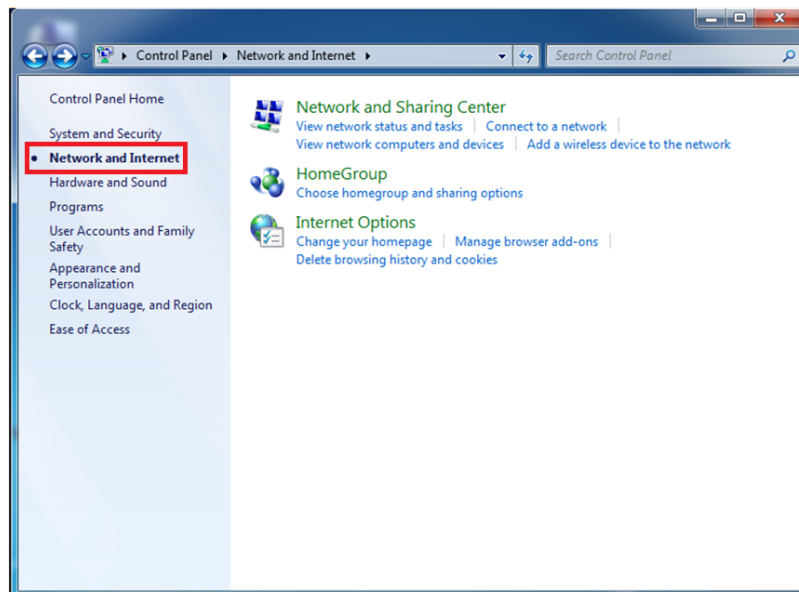 Control Panel Network and Internet
Search Control Panel
Control Panel Home
System and Security
Network and Internet
Hardware and Sound
Programs
User Accounts and Family
Safety
Appearance and
Personalization
Clock, Language, and Region
Ease of Access
Network and Sharing Center
View network status and tasks Connect to a network
View network computers and devices Add a wireless device to the network
HomeGroup
Choose homegroup and sharing options
Internet Options
Change your homepage Manage browser add-ons
Delete browsing history and cookies